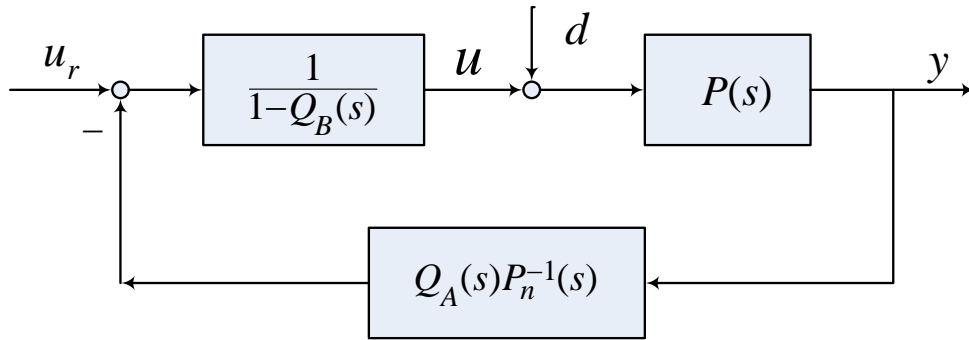 u_r
1
1−Q_B(s)
u
d
P(s)
y
−
Q_A(s)P_n^{-1}(s)